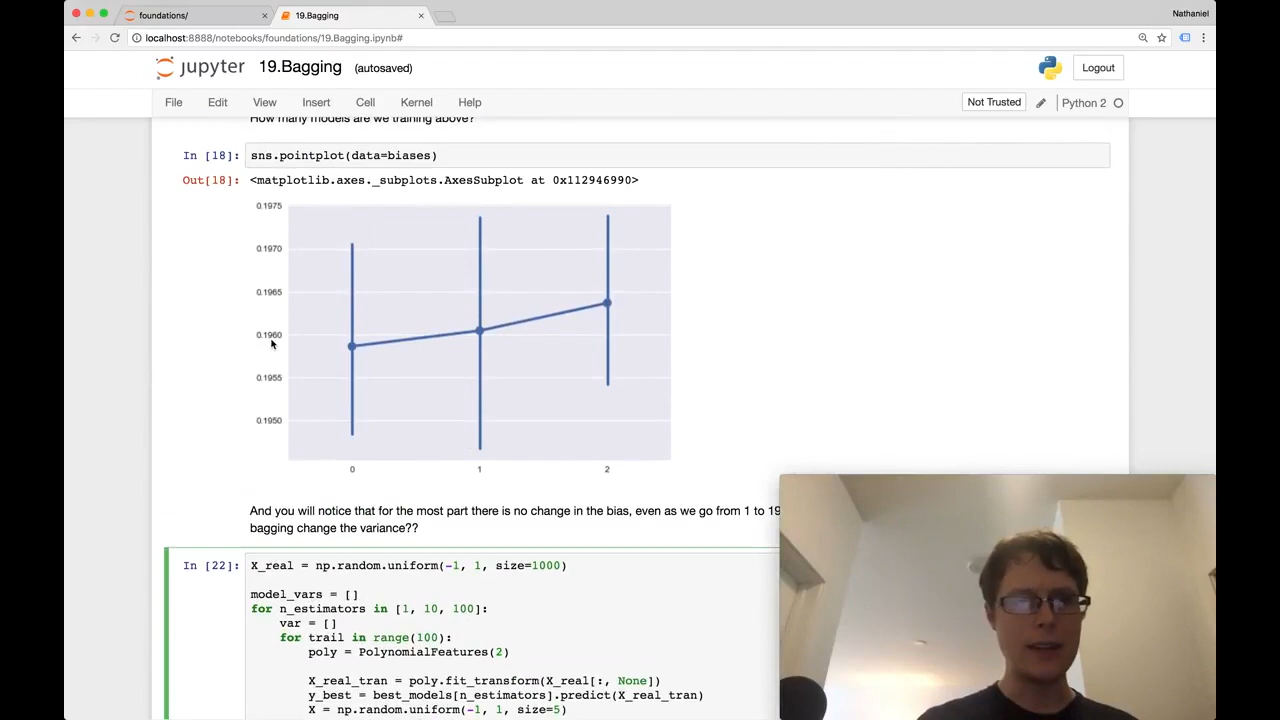 foundations/
19.Bagging
Nathaniel
localhost:8888/notebooks/foundations/19.Bagging.ipynb#
jupyter 19.Bagging (autosaved)
Logout
File Edit View Insert Cell Kernel Help
Not Trusted
Python 2
How many models are we training above?
In [18]: sns.pointplot(data=biases)
Out[18]: <matplotlib.axes._subplots.AxesSubplot at 0x112946990>
0.1975
0.1970
0.1965
0.1960
0.1955
0.1950
0 1 2
And you will notice that for the most part there is no change in the bias, even as we go from 1 to 19
bagging change the variance??
In [22]: X_real = np.random.uniform(-1, 1, size=1000)
model_vars = []
for n_estimators in [1, 10, 100]:
var = []
for trail in range(100):
poly = PolynomialFeatures(2)
X_real_tran = poly.fit_transform(X_real[:, None])
y_best = best_models[n_estimators].predict(X_real_tran)
X = np.random.uniform(-1, 1, size=5)